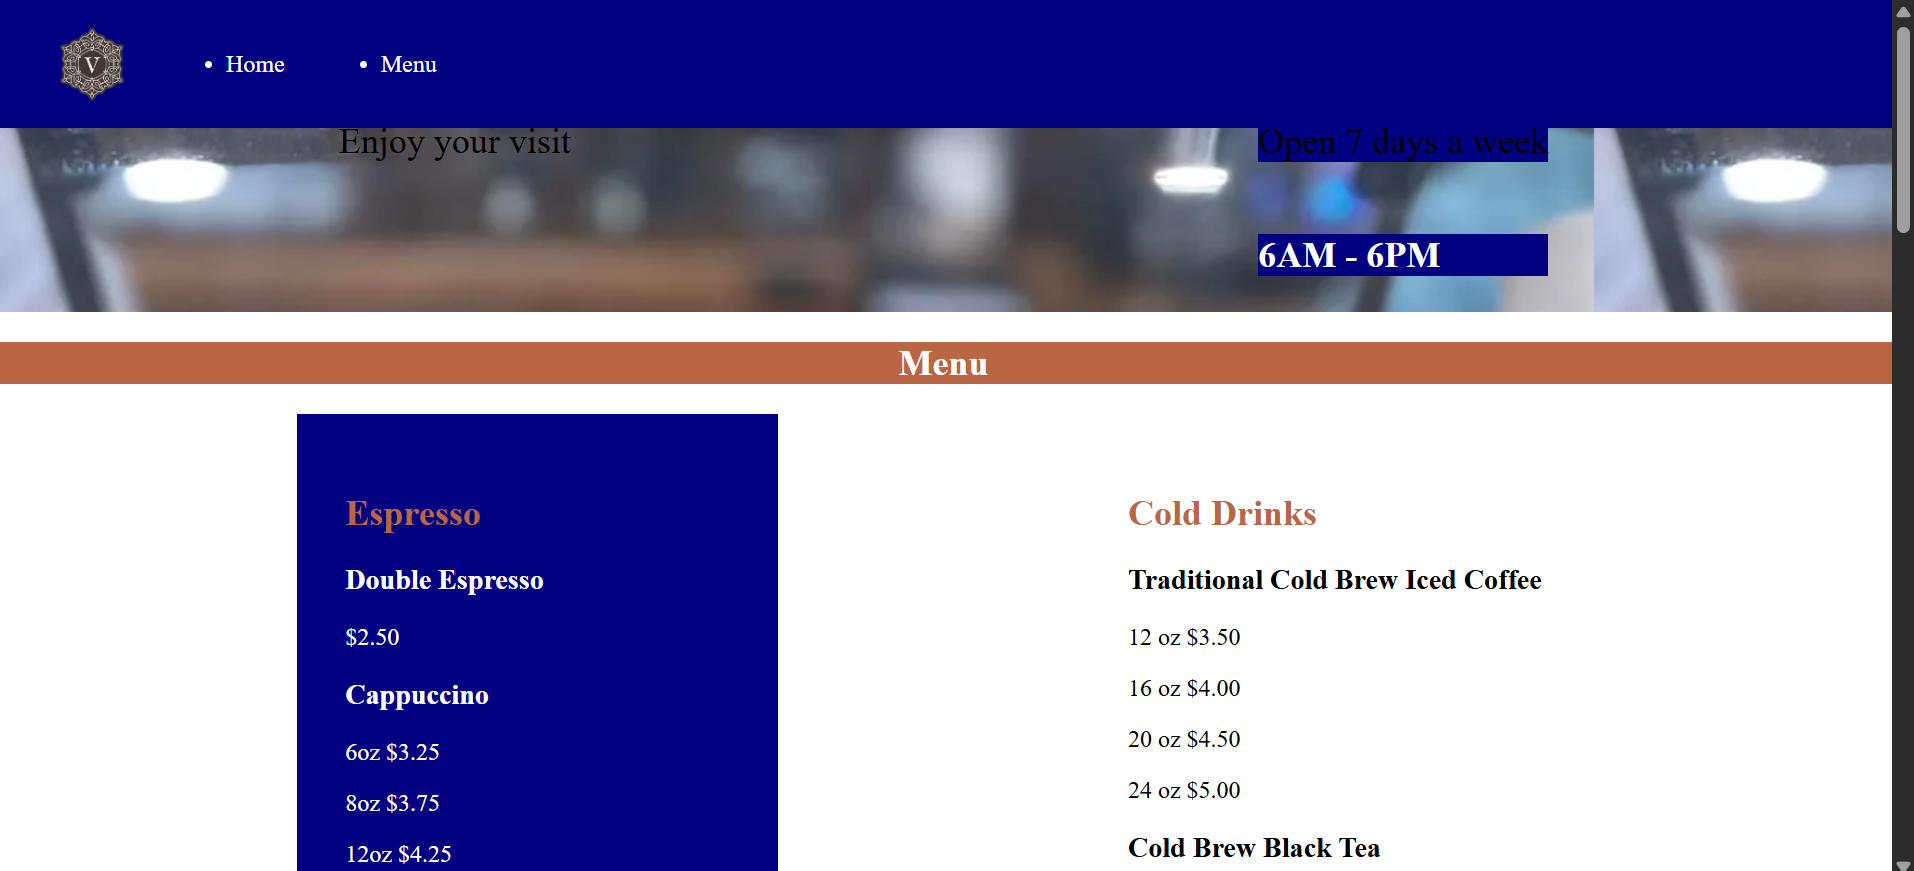 V
Home
Menu
Enjoy your visit
Open 7 days a week
6AM - 6PM
Menu
Espresso
Double Espresso
$2.50
Cappuccino
6oz $3.25
8oz $3.75
12oz $4.25
Cold Drinks
Traditional Cold Brew Iced Coffee
12 oz $3.50
16 oz $4.00
20 oz $4.50
24 oz $5.00
Cold Brew Black Tea